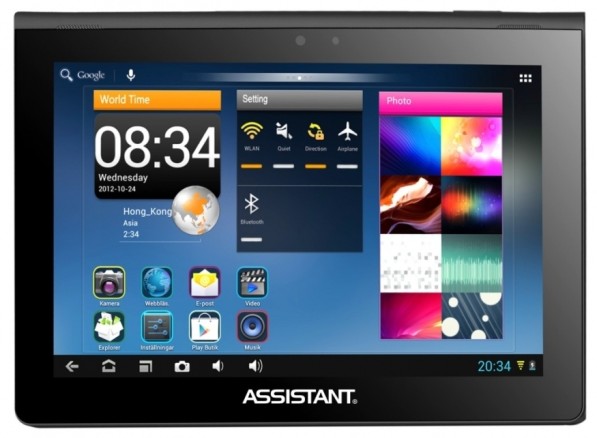 Google
World Time
08:34
Wednesday
2012-10-24
Hong_Kong,
Asia
2:34
Setting
WLAN
Quiet
Direction
Airplane
Bluetooth
Photo
Kamera
Webbläs.
E-post
Video
Explorer
Inställningar
Play Butik
Musik
20:34
ASSISTANT®